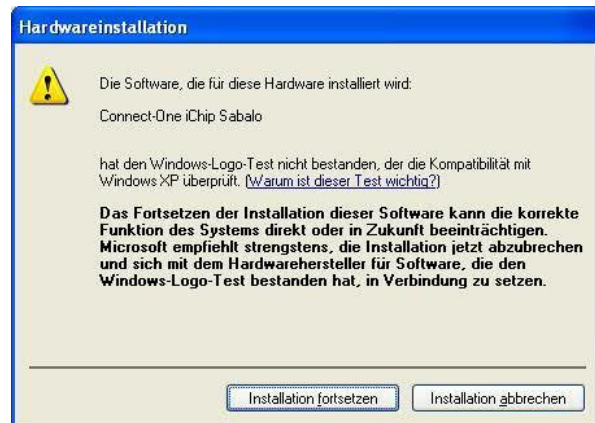 Hardwareinstallation
Die Software, die für diese Hardware installiert wird:
Connect-One iChip Sabalo
hat den Windows-Logo-Test nicht bestanden, der die Kompatibilität mit
Windows XP überprüft. (Warum ist dieser Test wichtig?)
Das Fortsetzen der Installation dieser Software kann die korrekte
Funktion des Systems direkt oder in Zukunft beeinträchtigen.
Microsoft empfiehlt strengstens, die Installation jetzt abzubrechen
und sich mit dem Hardwarehersteller für Software, die den
Windows-Logo-Test bestanden hat, in Verbindung zu setzen.
Installation fortsetzen
Installation abbrechen